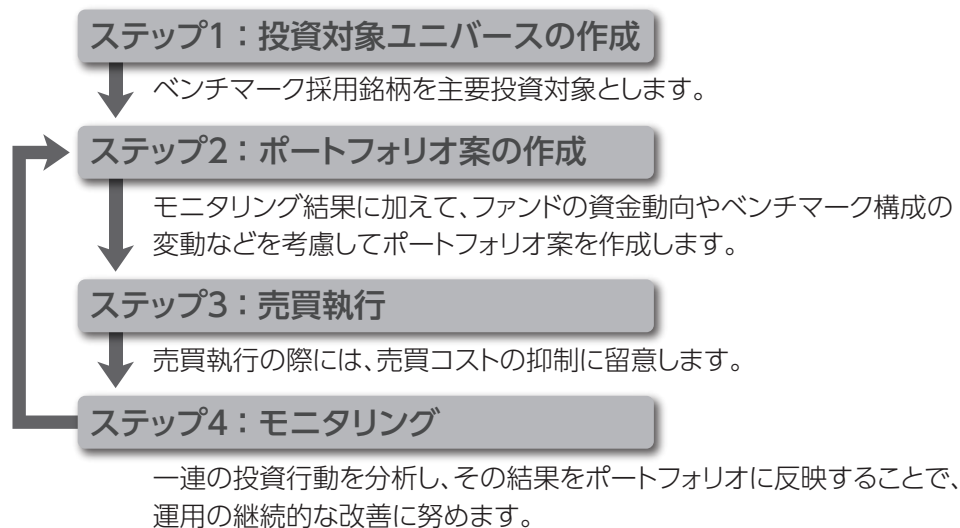 ステップ1：投資対象ユニバースの作成
ベンチマーク採用銘柄を主要投資対象とします。
ステップ2：ポートフォリオ案の作成
モニタリング結果に加えて、ファンドの資金動向やベンチマーク構成の
変動などを考慮してポートフォリオ案を作成します。
ステップ3：売買執行
売買執行の際には、売買コストの抑制に留意します。
ステップ4：モニタリング
一連の投資行動を分析し、その結果をポートフォリオに反映することで、
運用の継続的な改善に努めます。